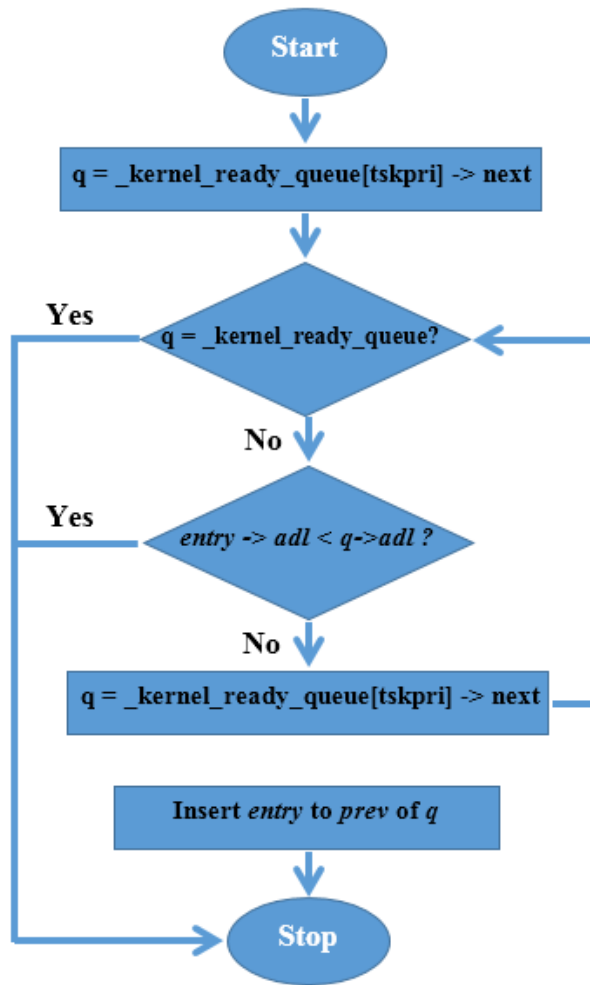 Start
q = _kernel_ready_queue[tskpri] -> next
Yes
q = _kernel_ready_queue?
No
Yes
entry -> adl < q->adl ?
No
q = _kernel_ready_queue[tskpri] -> next
Insert entry to prev of q
Stop